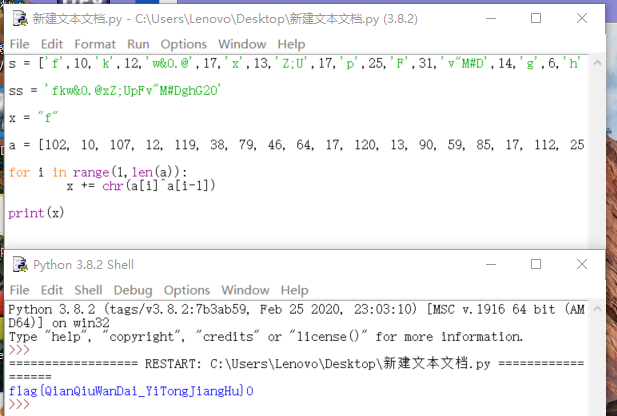 新建文本文档.py - C:\Users\Lenovo\Desktop\新建文本文档.py (3.8.2)
File Edit Format Run Options Window Help
s = ['f',10,'k',12,'w&O.@',17,'x',13,'Z;U',17,'p',25,'F',31,'v"M#D',14,'g',6,'h'
ss = 'fkw&O.@xZ;UpFv"M#DghG2O'
x = "f"
a = [102, 10, 107, 12, 119, 38, 79, 46, 64, 17, 120, 13, 90, 59, 85, 17, 112, 25
for i in range(1,len(a)):
x += chr(a[i]^a[i-1])
print(x)
Python 3.8.2 Shell
File Edit Shell Debug Options Window Help
Python 3.8.2 (tags/v3.8.2:7b3ab59, Feb 25 2020, 23:03:10) [MSC v.1916 64 bit (AM
D64)] on win32
Type "help", "copyright", "credits" or "license()" for more information.
>>>
================== RESTART: C:\Users\Lenovo\Desktop\新建文本文档.py ============
======
flag{QianQiuWanDai_YiTongJiangHu}O
>>>